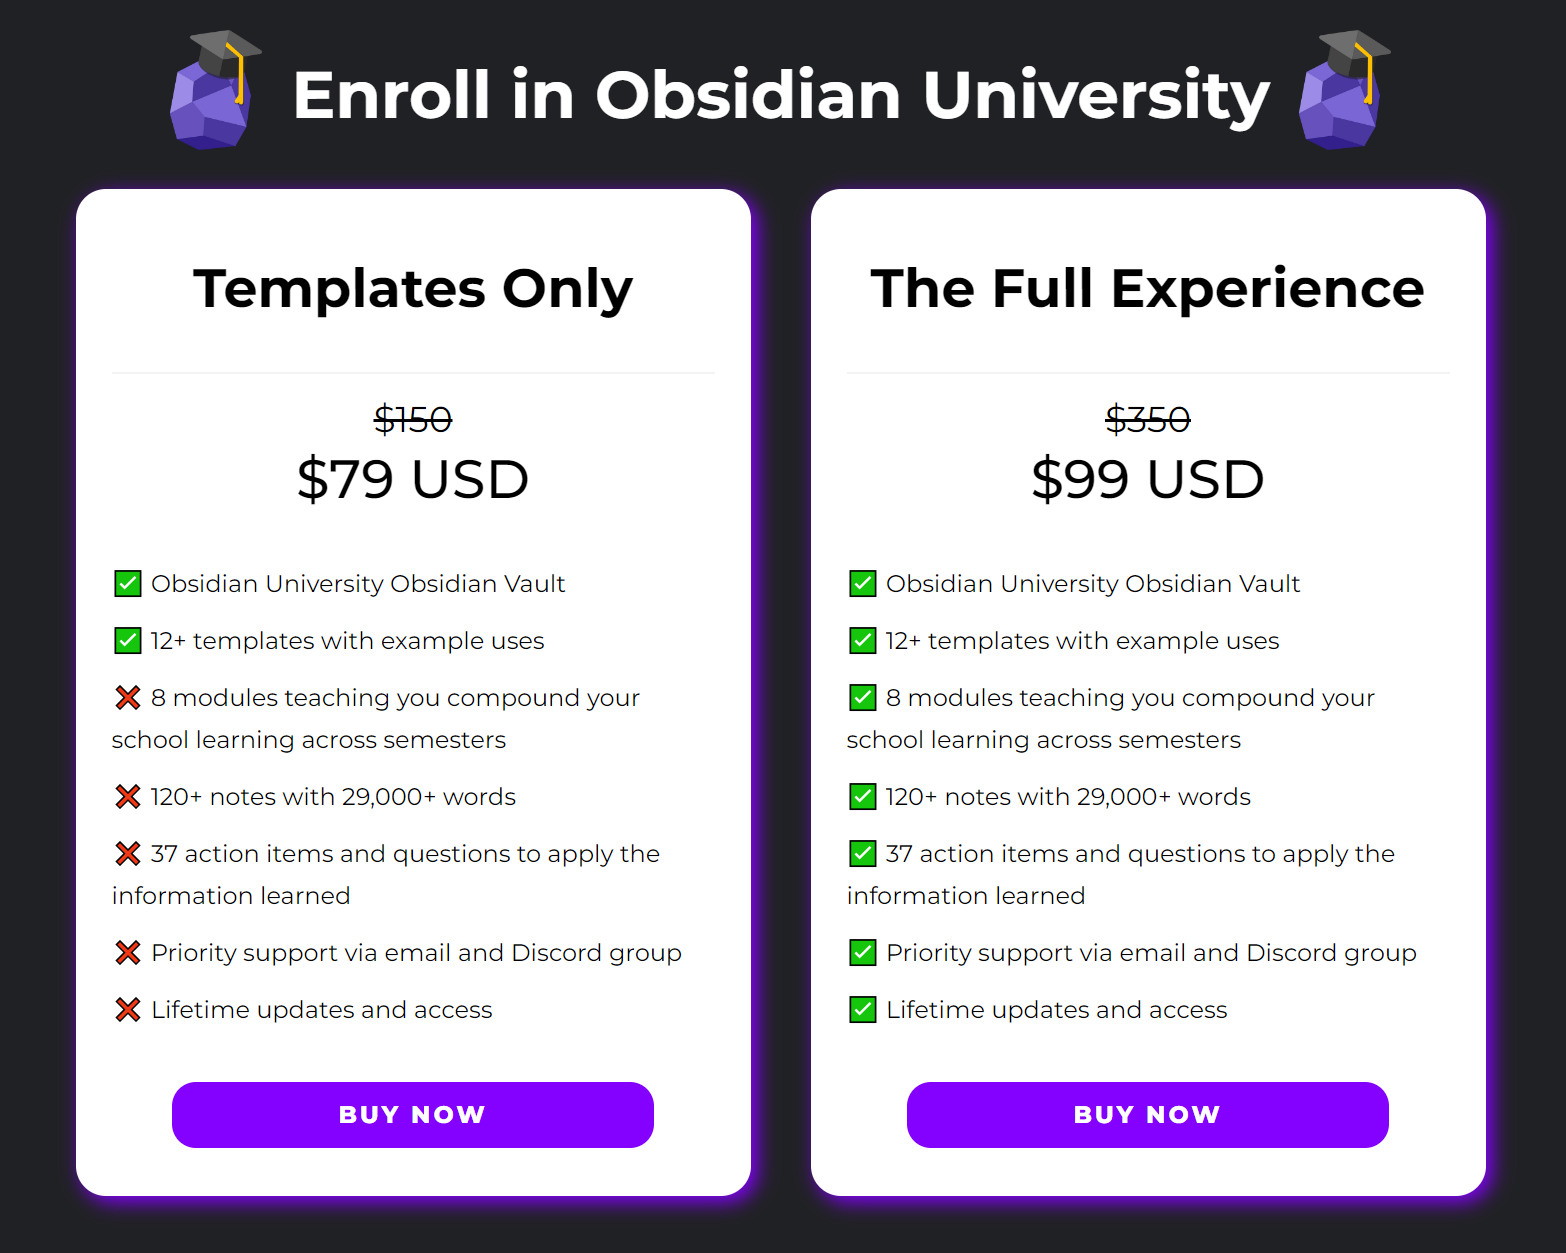 Enroll in Obsidian University
Templates Only
$150
$79 USD
✅ Obsidian University Obsidian Vault
✅ 12+ templates with example uses
❌ 8 modules teaching you compound your
school learning across semesters
❌ 120+ notes with 29,000+ words
❌ 37 action items and questions to apply the
information learned
❌ Priority support via email and Discord group
❌ Lifetime updates and access
BUY NOW
The Full Experience
$350
$99 USD
✅ Obsidian University Obsidian Vault
✅ 12+ templates with example uses
✅ 8 modules teaching you compound your
school learning across semesters
✅ 120+ notes with 29,000+ words
✅ 37 action items and questions to apply the
information learned
✅ Priority support via email and Discord group
✅ Lifetime updates and access
BUY NOW